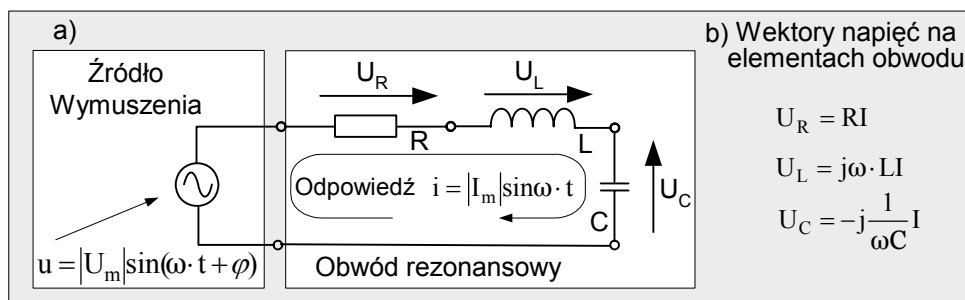 a)
Źródło
Wymuszenia
u = |U_m| sin(ω·t + φ)
U_R
U_L
R
L
Odpowiedź i = |I_m| sinω·t
C
U_C
Obwód rezonansowy
b) Wektory napięć na
elementach obwodu
U_R = RI
U_L = jω·LI
U_C = −j 1/ωC I